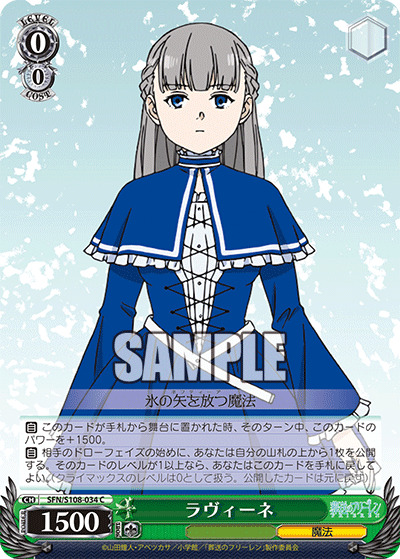 LEVEL
0
0
COST
SAMPLE
氷の矢を放つ魔法
自 このカードが手札から舞台に置かれた時、そのターン中、このカードの
パワーを+1500。
自 相手のドローフェイズの始めに、あなたは自分の山札の上から1枚を公開
する。そのカードのレベルが1以上なら、あなたはこのカードを手札に戻してよ
い。（クライマックスのレベルは0として扱う。公開したカードは元に戻す）
CH SFN/S108-034 C
1500
ラヴィーネ
葬送のフリーレン
魔法
©山田鐘人・アベツカサ/小学館/「葬送のフリーレン」製作委員会